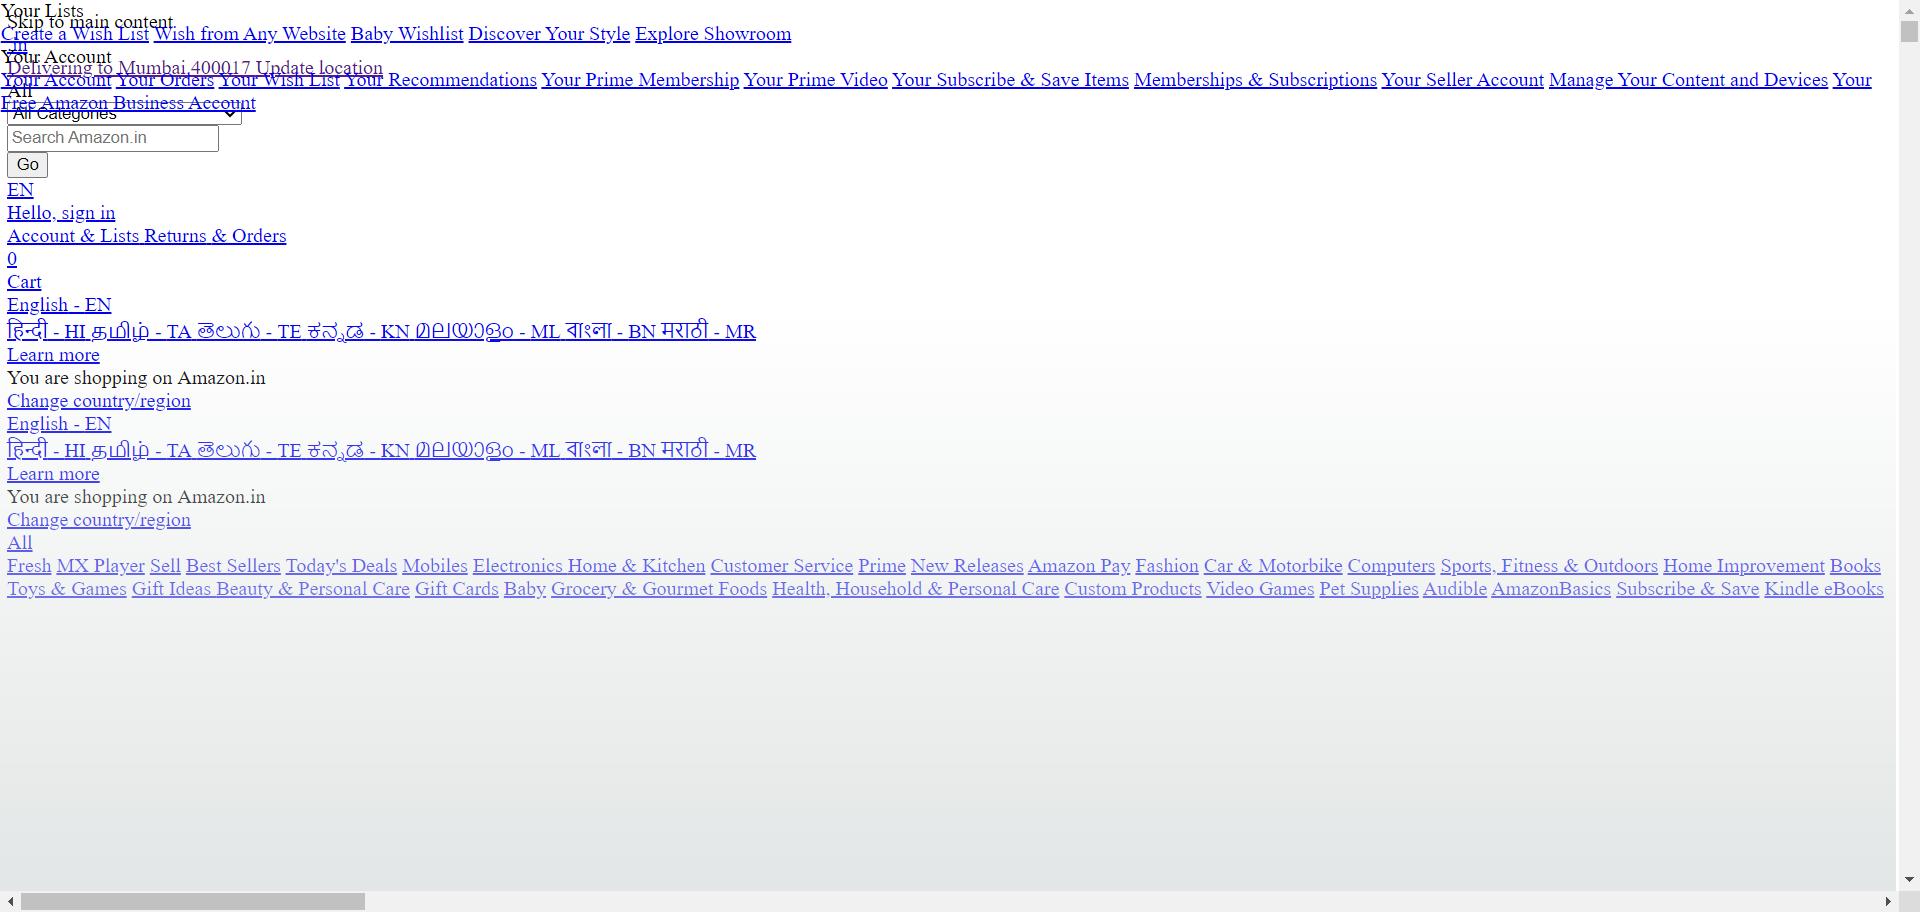 Your Lists
Skip to main content
Create a Wish List Wish from Any Website Baby Wishlist Discover Your Style Explore Showroom
.in
Your Account
Delivering to Mumbai 400017 Update location
Your Account Your Orders Your Wish List Your Recommendations Your Prime Membership Your Prime Video Your Subscribe & Save Items Memberships & Subscriptions Your Seller Account Manage Your Content and Devices Your
All
Free Amazon Business Account
All Categories
Search Amazon.in
Go
EN
Hello, sign in
Account & Lists Returns & Orders
0
Cart
English - EN
हिन्दी - HI தமிழ் - TA తెలుగు - TE ಕನ್ನಡ - KN മലയാളം - ML বাংলা - BN मराठी - MR
Learn more
You are shopping on Amazon.in
Change country/region
English - EN
हिन्दी - HI தமிழ் - TA తెలుగు - TE ಕನ್ನಡ - KN മലയാളം - ML বাংলা - BN मराठी - MR
Learn more
You are shopping on Amazon.in
Change country/region
All
Fresh MX Player Sell Best Sellers Today's Deals Mobiles Electronics Home & Kitchen Customer Service Prime New Releases Amazon Pay Fashion Car & Motorbike Computers Sports, Fitness & Outdoors Home Improvement Books
Toys & Games Gift Ideas Beauty & Personal Care Gift Cards Baby Grocery & Gourmet Foods Health, Household & Personal Care Custom Products Video Games Pet Supplies Audible AmazonBasics Subscribe & Save Kindle eBooks